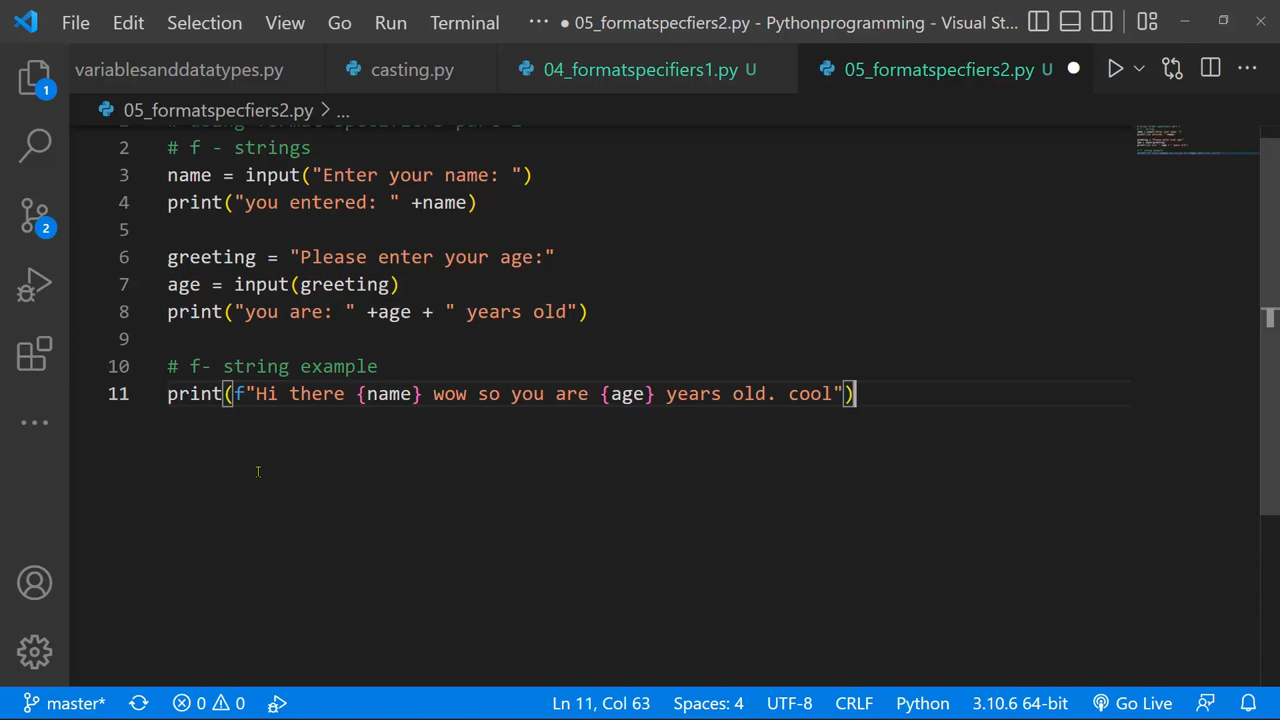 File Edit Selection View Go Run Terminal ··· ● 05_formatspecfiers2.py - Pythonprogramming - Visual St...
variablesanddatatypes.py casting.py 04_formatspecifiers1.py U 05_formatspecfiers2.py U ● ···
1
05_formatspecfiers2.py > ...
2 # f - strings
3 name = input("Enter your name: ")
4 print("you entered: " +name)
5
2
6 greeting = "Please enter your age:"
7 age = input(greeting)
8 print("you are: " +age + " years old")
9
10 # f- string example
11 print(f"Hi there {name} wow so you are {age} years old. cool")
master* 0 0 Ln 11, Col 63 Spaces: 4 UTF-8 CRLF Python 3.10.6 64-bit Go Live